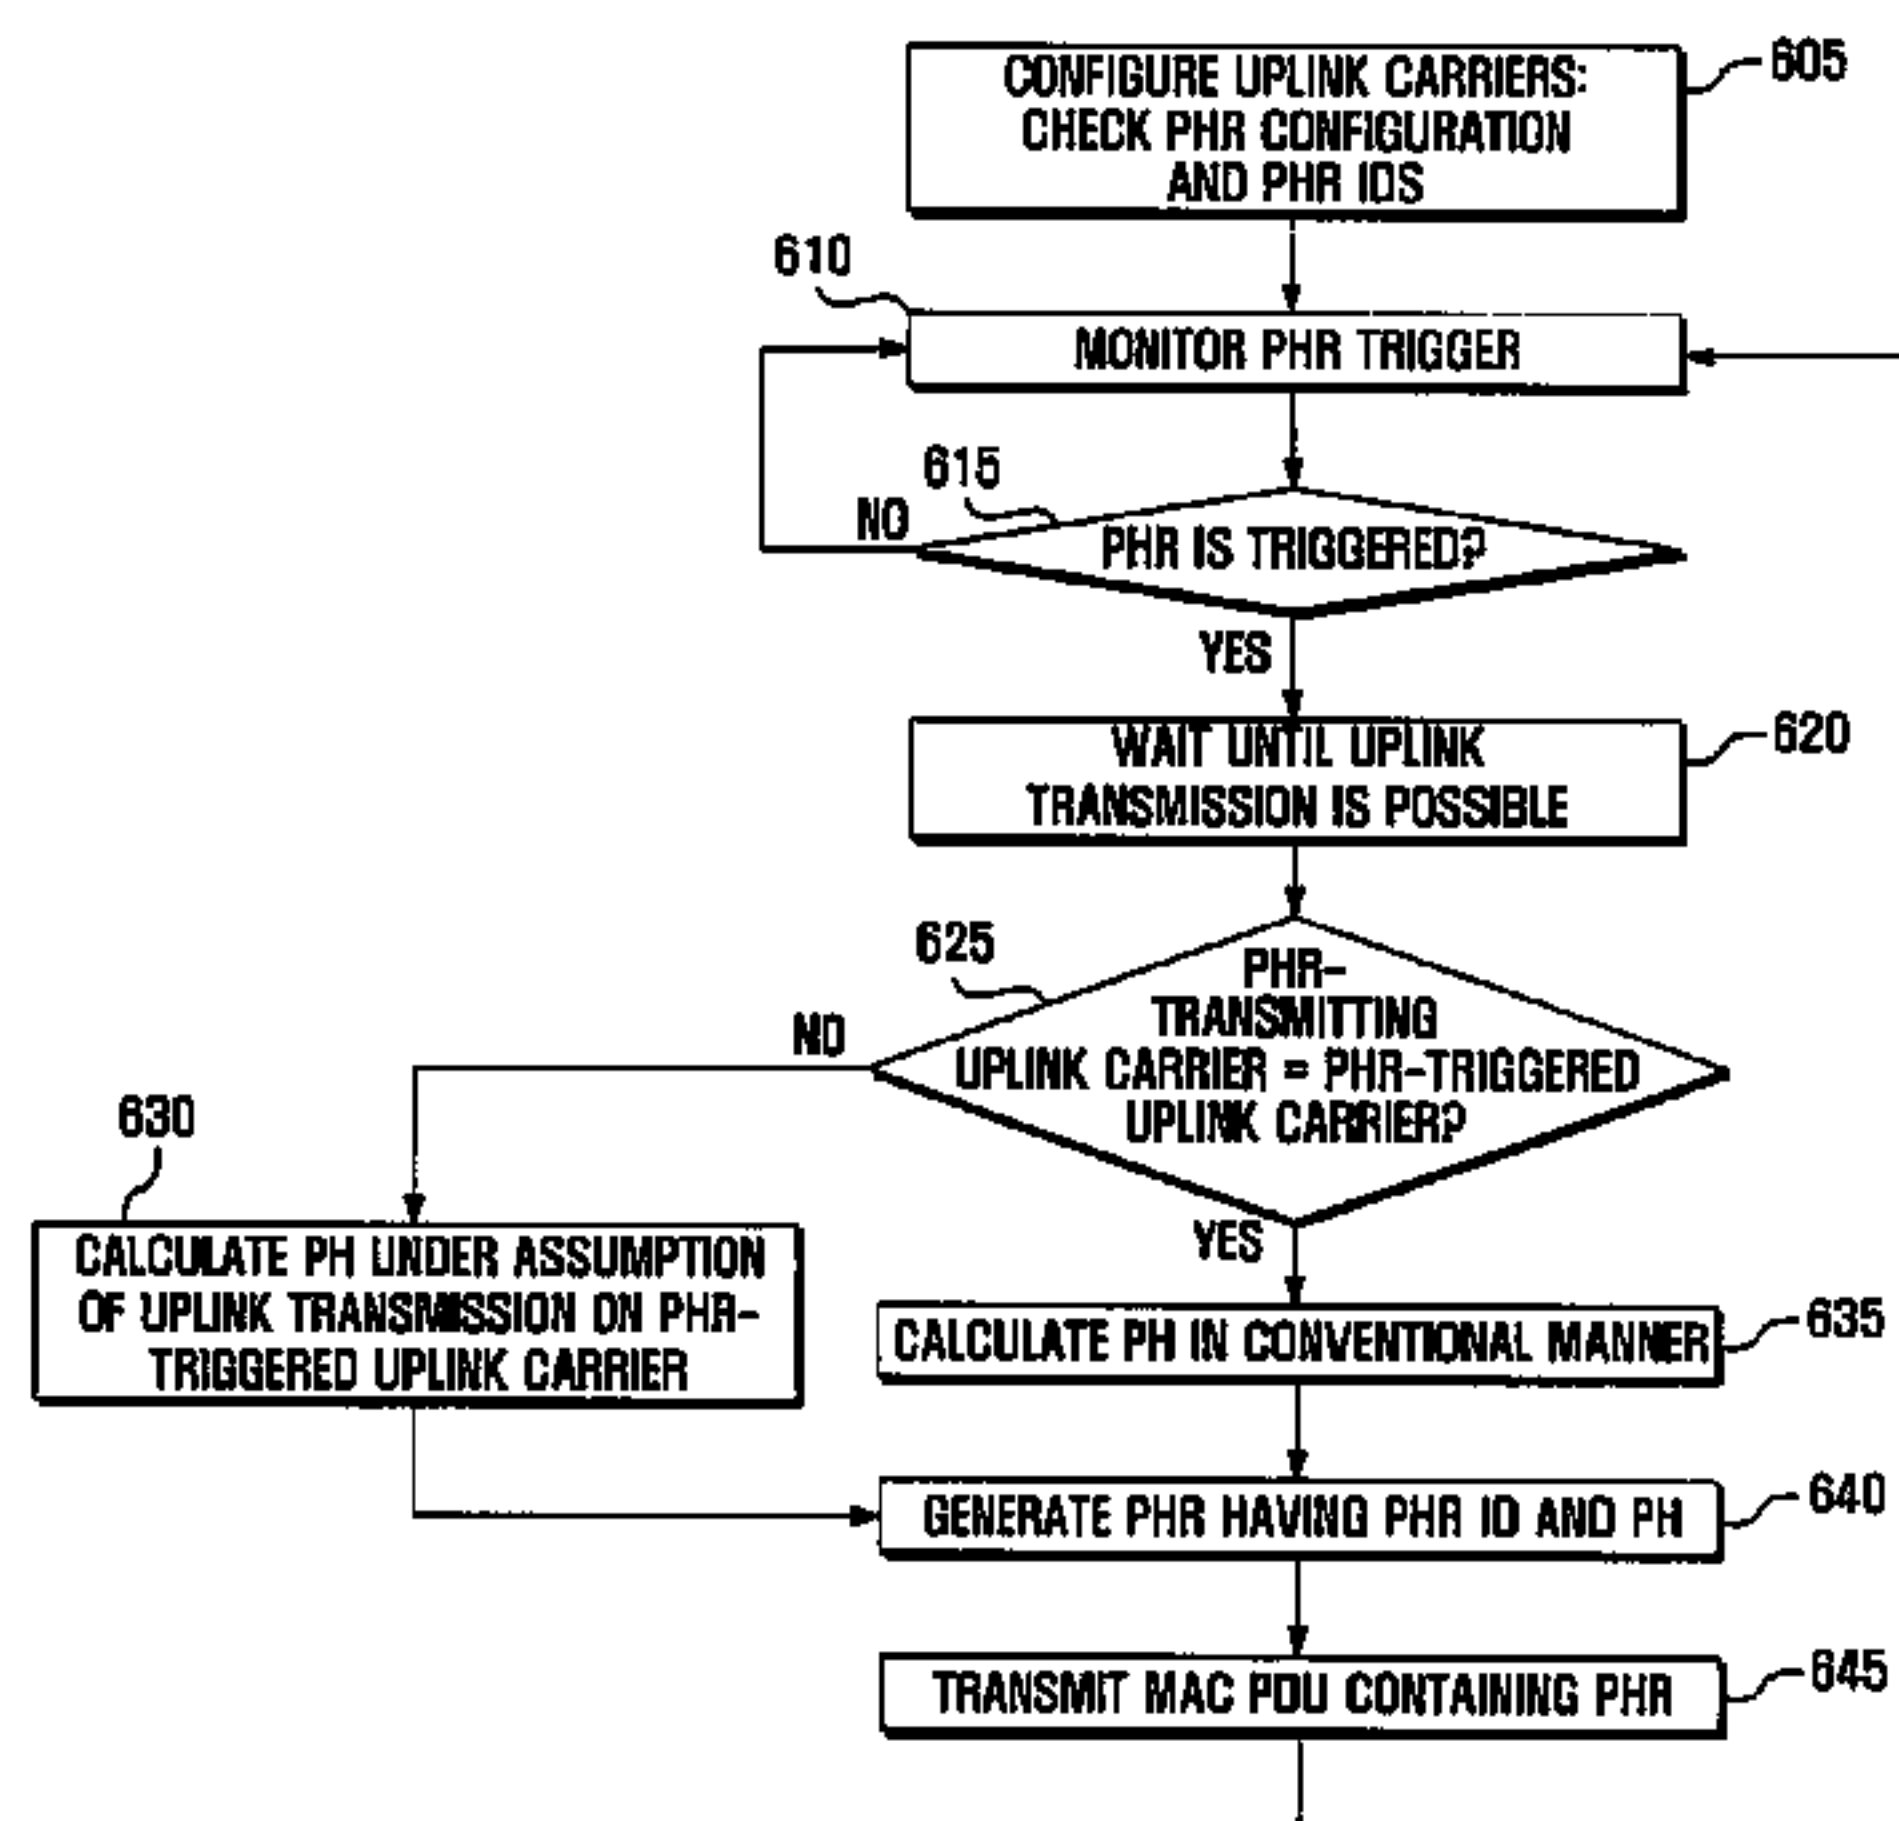 CONFIGURE UPLINK CARRIERS:
CHECK PHR CONFIGURATION
AND PHR IDS
605
610
MONITOR PHR TRIGGER
615
NO
PHR IS TRIGGERED?
YES
WAIT UNTIL UPLINK
TRANSMISSION IS POSSIBLE
620
625
PHR-
TRANSMITTING
UPLINK CARRIER = PHR-TRIGGERED
UPLINK CARRIER?
NO
YES
630
CALCULATE PH UNDER ASSUMPTION
OF UPLINK TRANSMISSION ON PHR-
TRIGGERED UPLINK CARRIER
CALCULATE PH IN CONVENTIONAL MANNER
635
GENERATE PHR HAVING PHR ID AND PH
640
TRANSMIT MAC PDU CONTAINING PHR
645